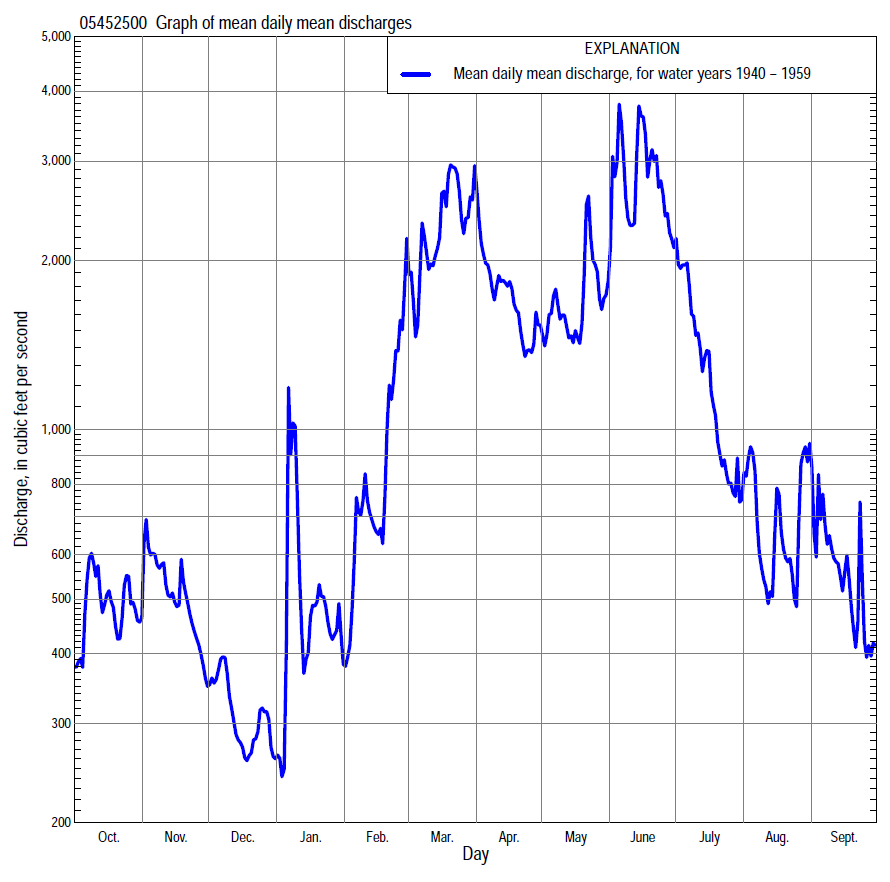 05452500 Graph of mean daily mean discharges
EXPLANATION
Mean daily mean discharge, for water years 1940 – 1959
Discharge, in cubic feet per second
5,000
4,000
3,000
2,000
1,000
800
600
500
400
300
200
Oct. Nov. Dec. Jan. Feb. Mar. Apr. May June July Aug. Sept.
Day